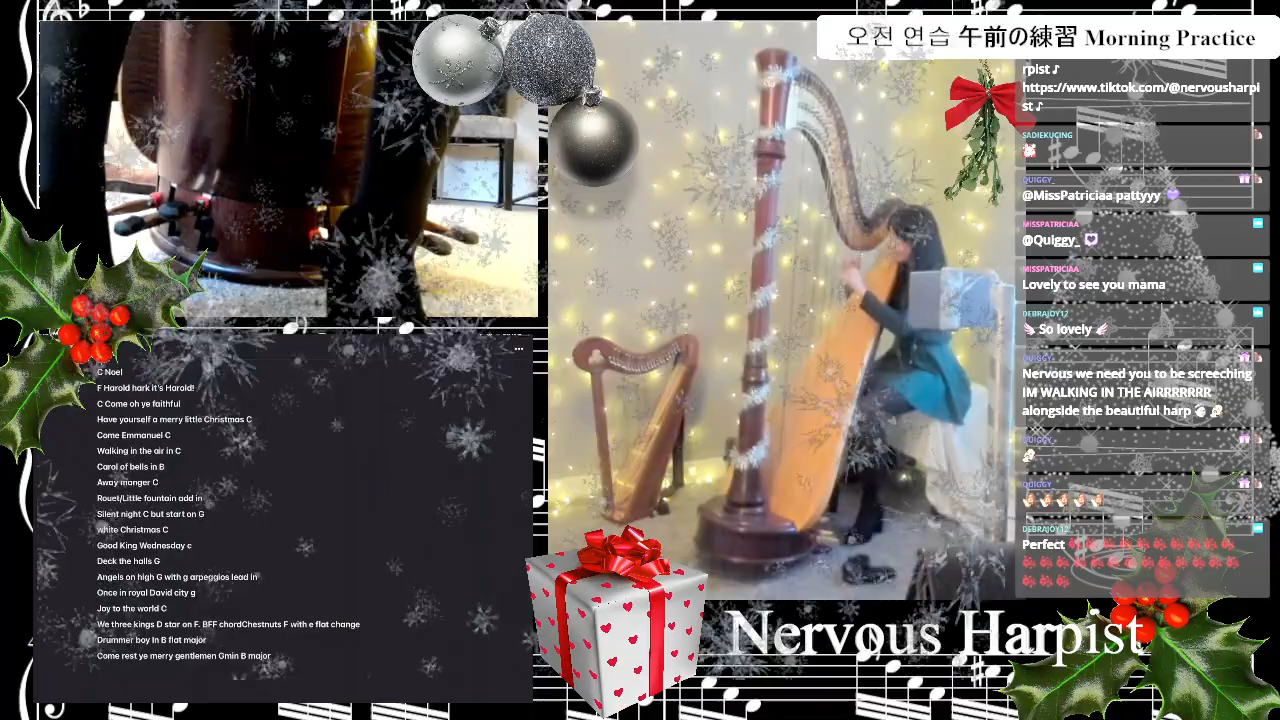 오전 연습 午前の練習 Morning Practice
rpist ♪
https://www.tiktok.com/@nervousharpi
st ♪
SADIEKUCING
QUIGGY_
@MissPatriciaa pattyyy
MISSPATRICIAA
@Quiggy_
MISSPATRICIAA
Lovely to see you mama
DEBRAJOY12
So lovely
QUIGGY_
Nervous we need you to be screeching
IM WALKING IN THE AIRRRRRRR
alongside the beautiful harp
QUIGGY_
QUIGGY_
DEBRAJOY12
Perfect
C Noel
F Harold hark it's Harold!
C Come oh ye faithful
Have yourself a merry little Christmas C
Come Emmanuel C
Walking in the air in C
Carol of bells in B
Away manger C
Rouet/Little fountain add in
Silent night C but start on G
white Christmas C
Good King Wednesday c
Deck the halls G
Angels on high G with g arpeggios lead in
Once in royal David city g
Joy to the world C
We three kings D star on F. BFF chordChestnuts F with e flat change
Drummer boy In B flat major
Come rest ye merry gentlemen Gmin B major
Nervous Harpist